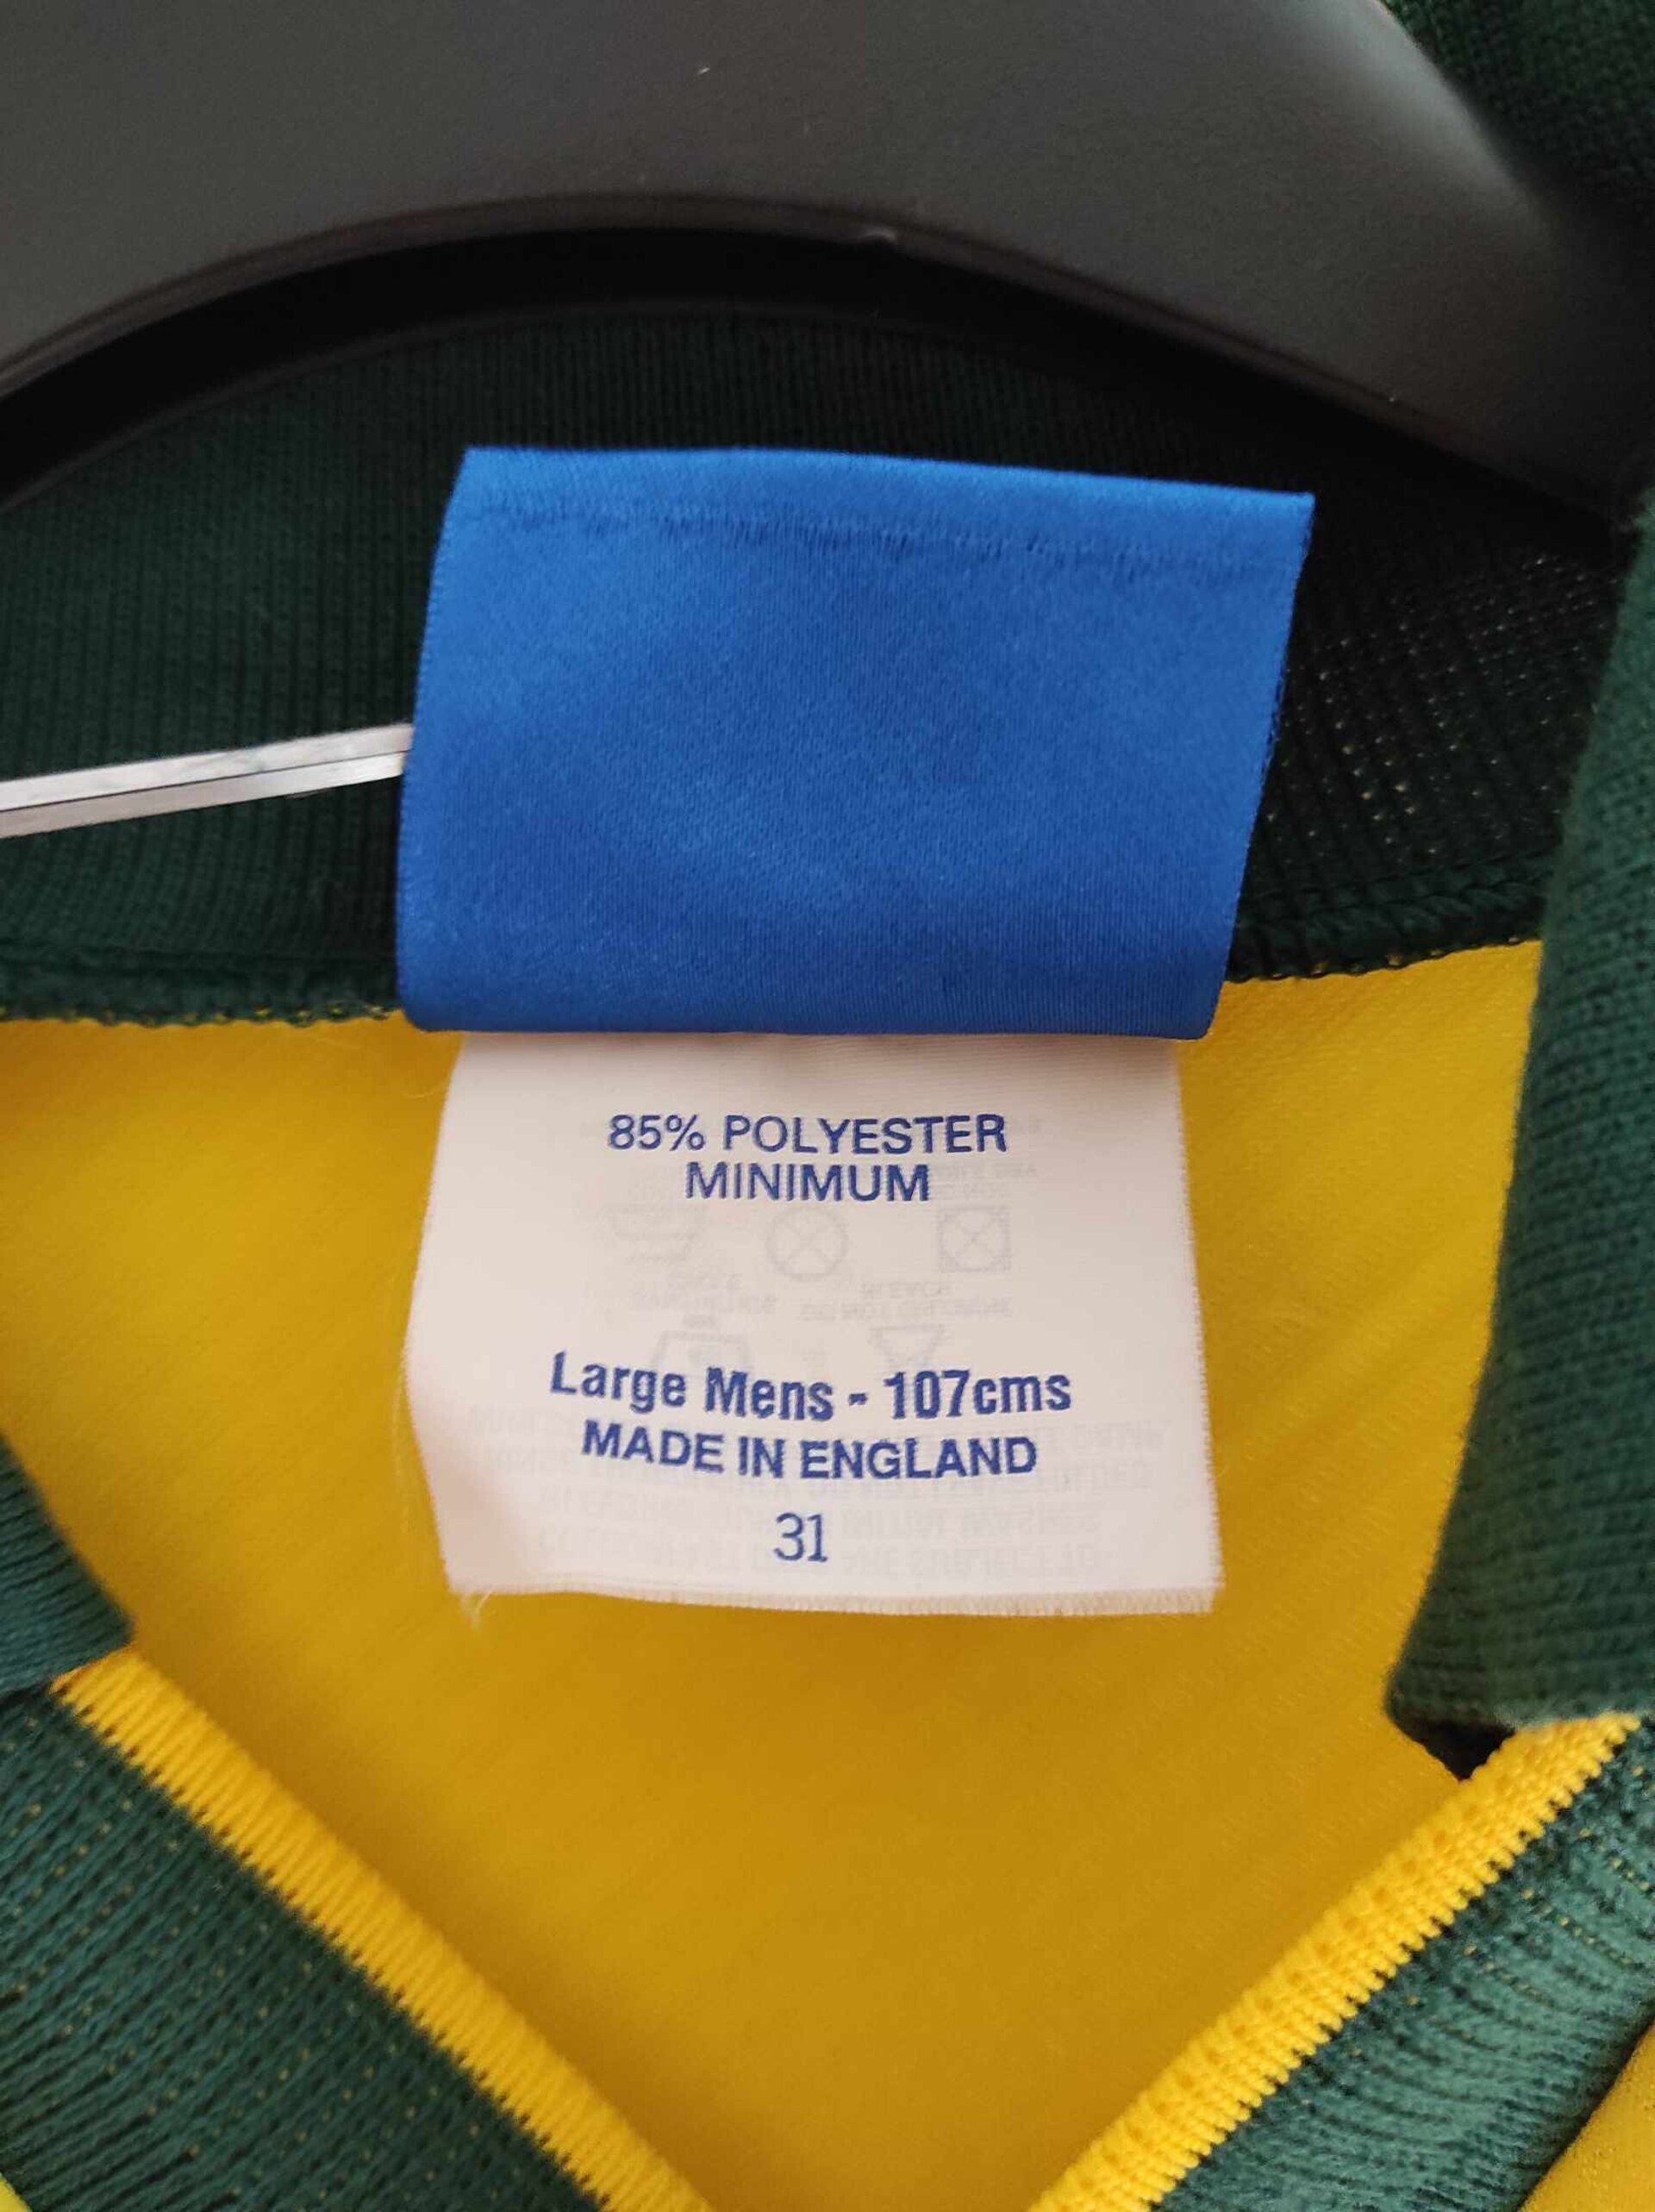 85% POLYESTER
MINIMUM
Large Mens - 107cms
MADE IN ENGLAND
31